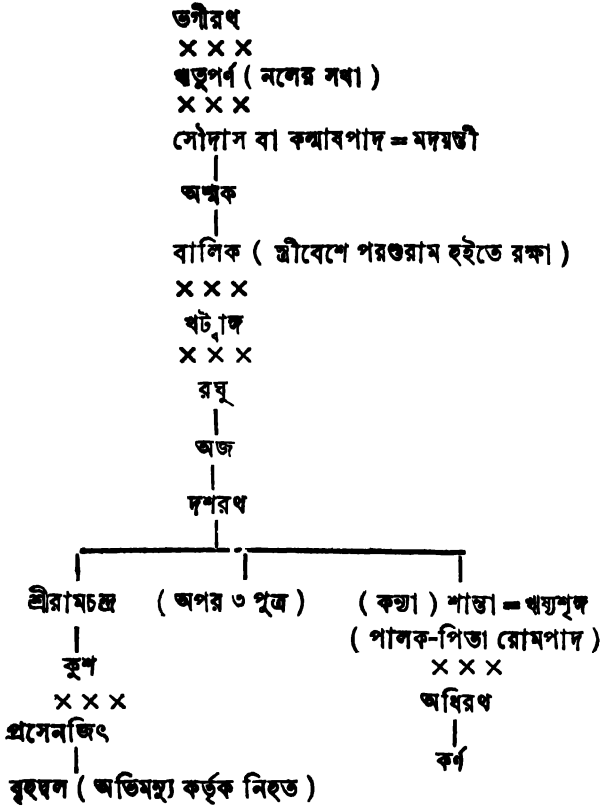 ভগীরথ
× × ×
ঋতুপর্ণ ( নলের সখা )
× × ×
সৌদাস বা কল্মাষপাদ = মদয়ন্তী
অশ্মক
বালিক ( স্ত্রীবেশে পরশুরাম হইতে রক্ষা )
× × ×
খট্বাঙ্গ
× × ×
রঘু
অজ
দশরথ
শ্রীরামচন্দ্র ( অপর ৩ পুত্র ) ( কন্যা ) শান্তা = ঋষ্যশৃঙ্গ
( পালক-পিতা রোমপাদ )
কুশ × × ×
× × × অধিরথ
প্রসেনজিৎ
কর্ণ
বৃহদ্বল ( অভিমন্যু কর্তৃক নিহত )